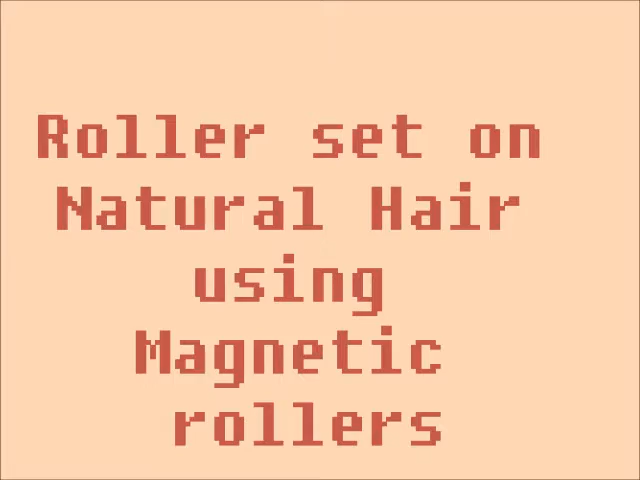 Roller set on
Natural Hair
using
Magnetic
rollers